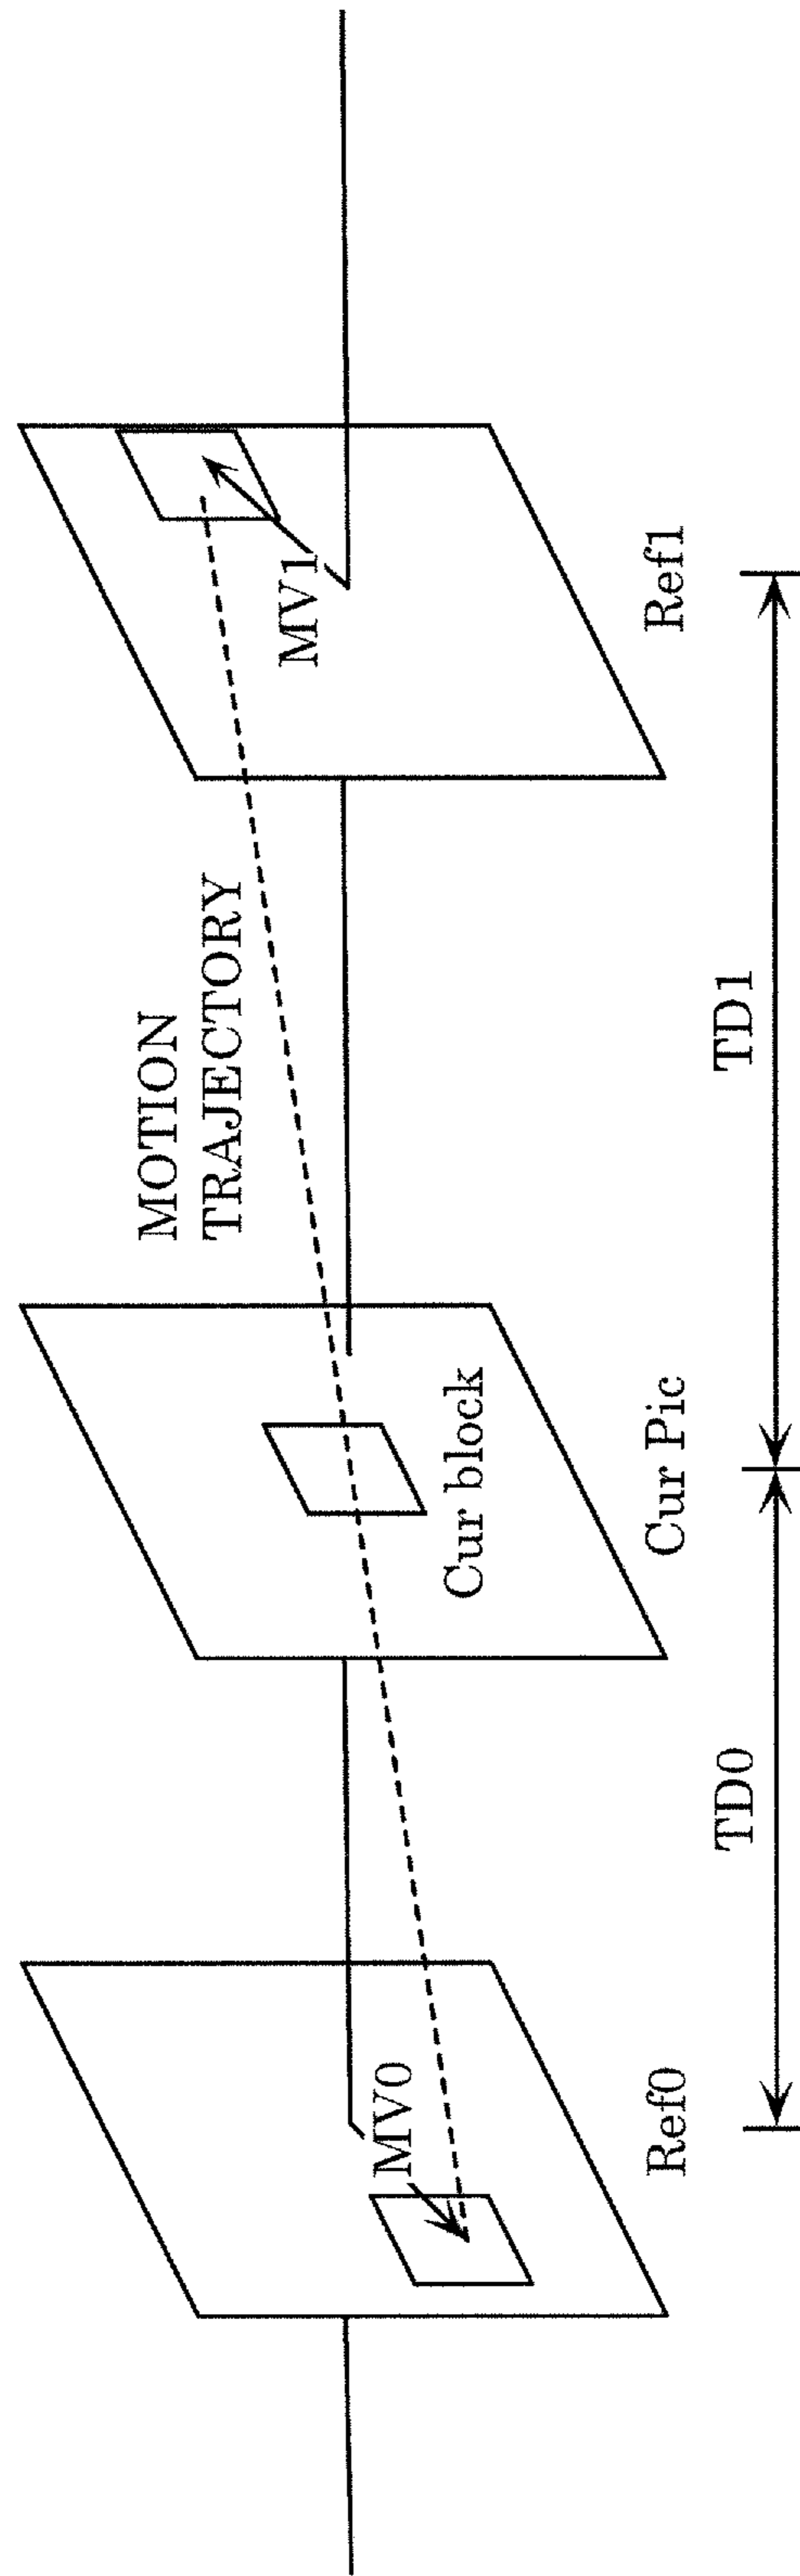 MOTION
TRAJECTORY
MV0
MV1
Cur block
Ref0
Cur Pic
Ref1
TD0
TD1